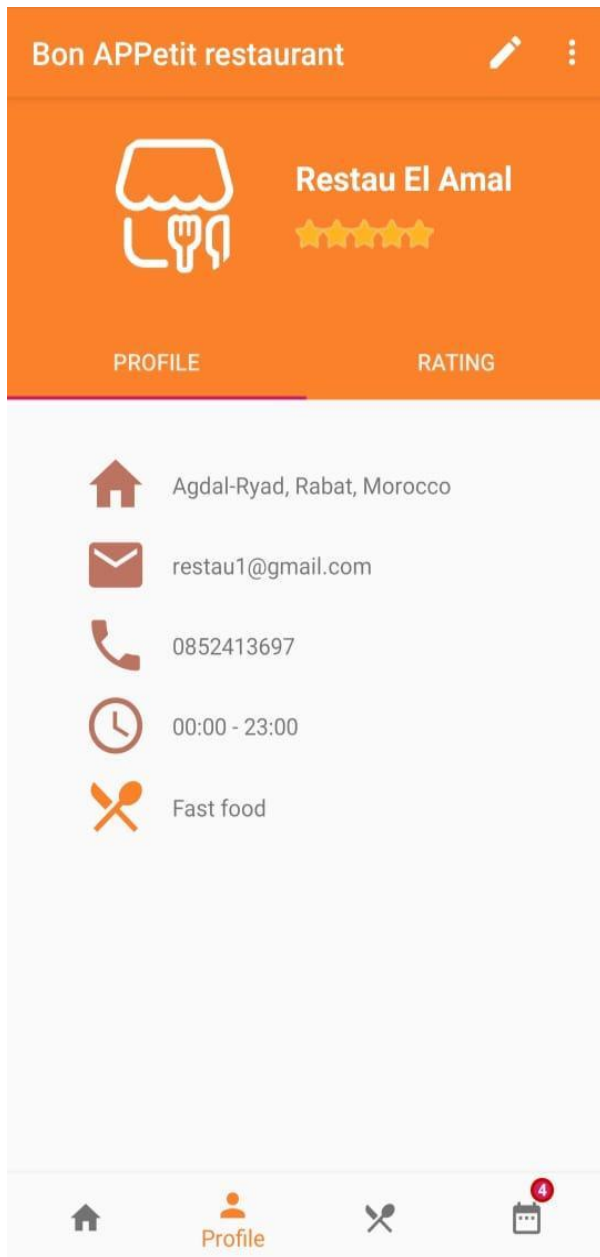 Bon APPetit restaurant
Restau El Amal
PROFILE
RATING
Agdal-Ryad, Rabat, Morocco
restau1@gmail.com
0852413697
00:00 - 23:00
Fast food
4
Profile